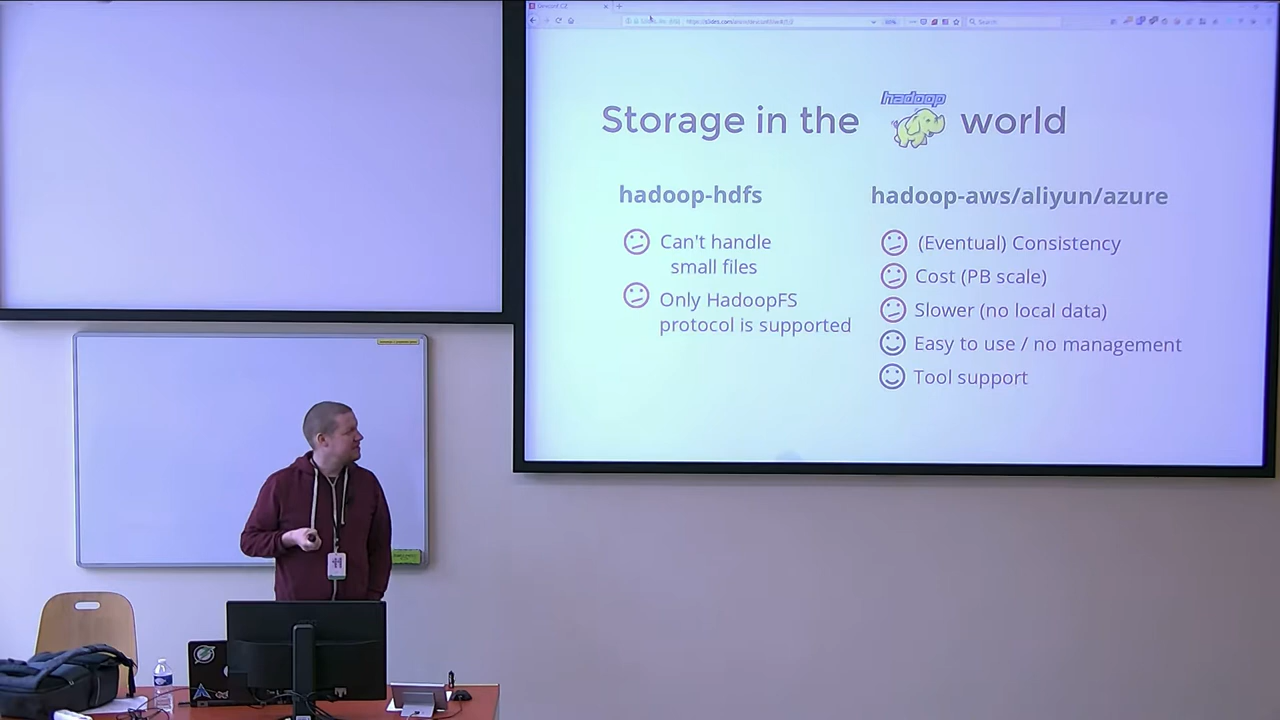 Search
Storage in the hadoop world
hadoop-hdfs
Can't handle
small files
Only HadoopFS
protocol is supported
hadoop-aws/aliyun/azure
(Eventual) Consistency
Cost (PB scale)
Slower (no local data)
Easy to use / no management
Tool support